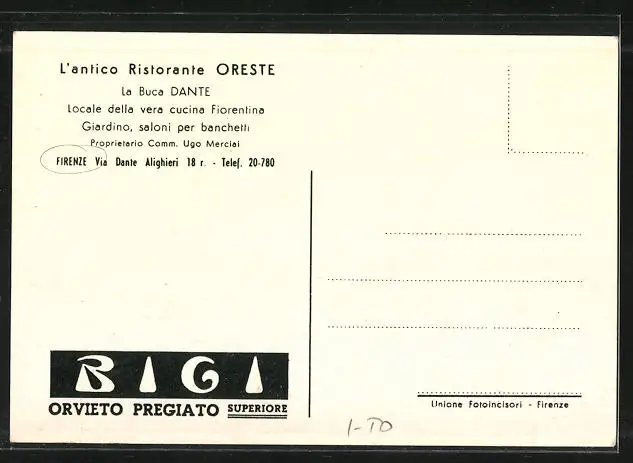 L'antico Ristorante ORESTE
La Buca DANTE
Locale della vera cucina Fiorentina
Giardino, saloni per banchetti
Proprietario Comm. Ugo Merciai
FIRENZE Via Dante Alighieri 18 r. - Telef. 20-780
BIGI
ORVIETO PREGIATO SUPERIORE
Unione Fotoincisori - Firenze
1-TO